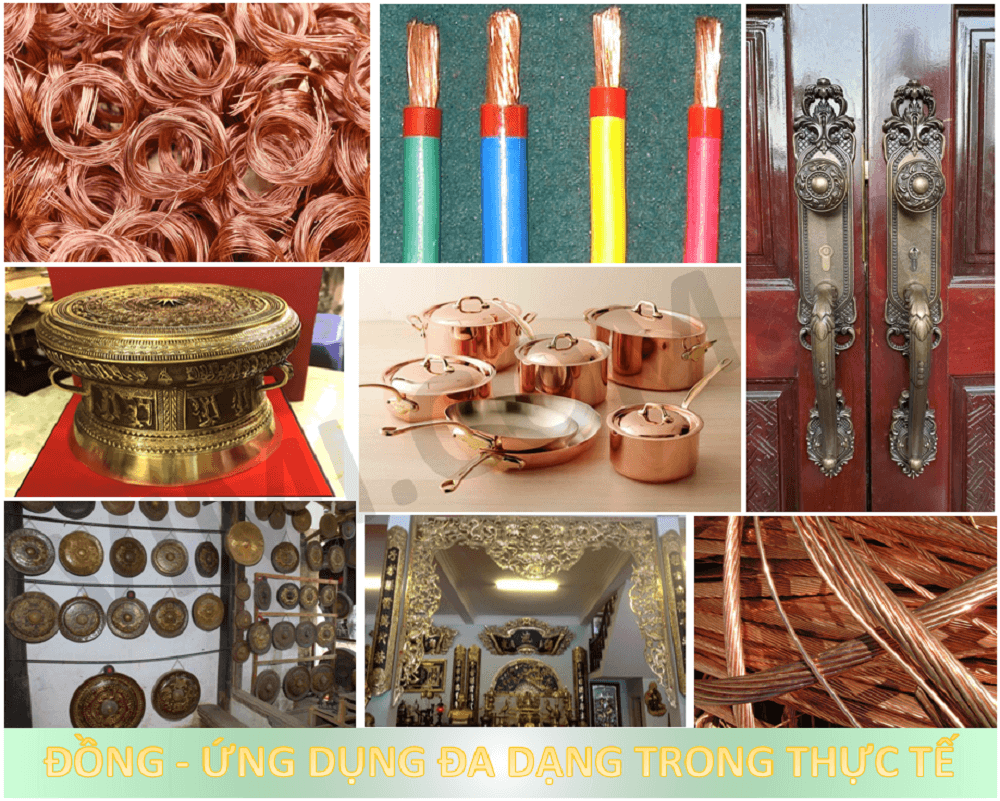 ĐỒNG - ỨNG DỤNG ĐA DẠNG TRONG THỰC TẾ